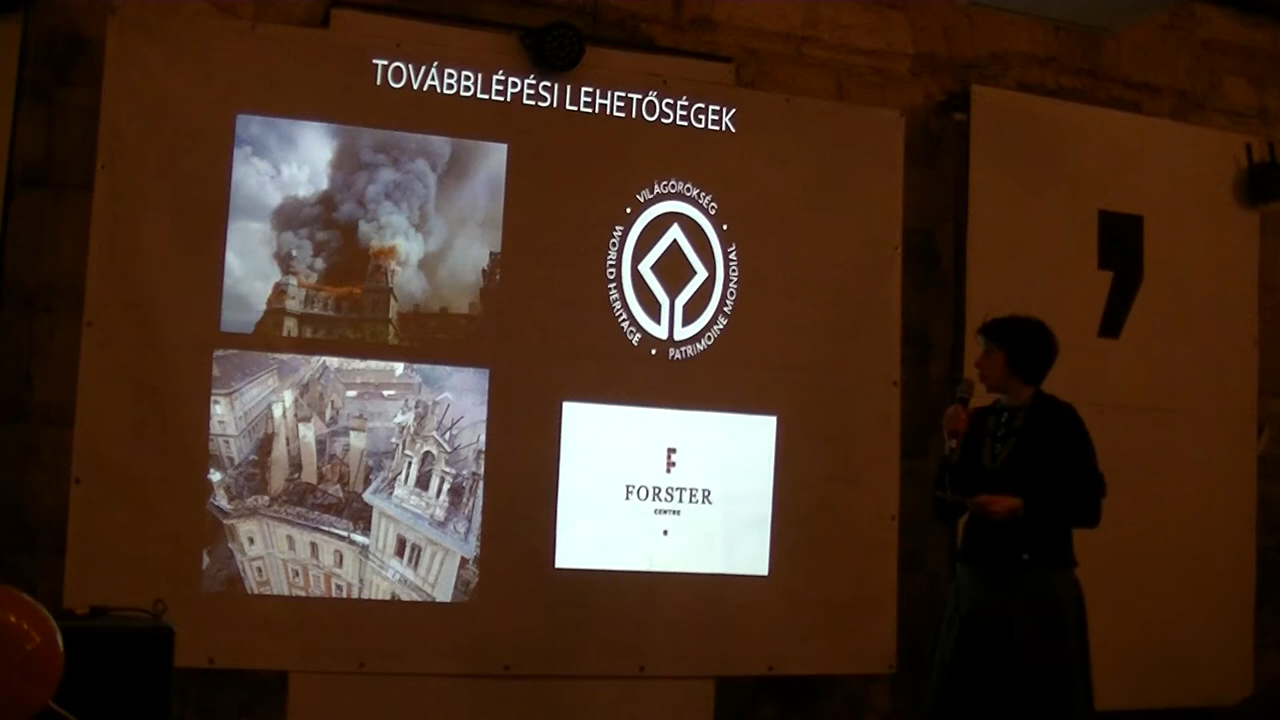 TOVÁBBLÉPÉSI LEHETŐSÉGEK
VILÁGÖRÖKSÉG • WORLD HERITAGE • PATRIMOINE MONDIAL •
F
FORSTER
CENTRE
,